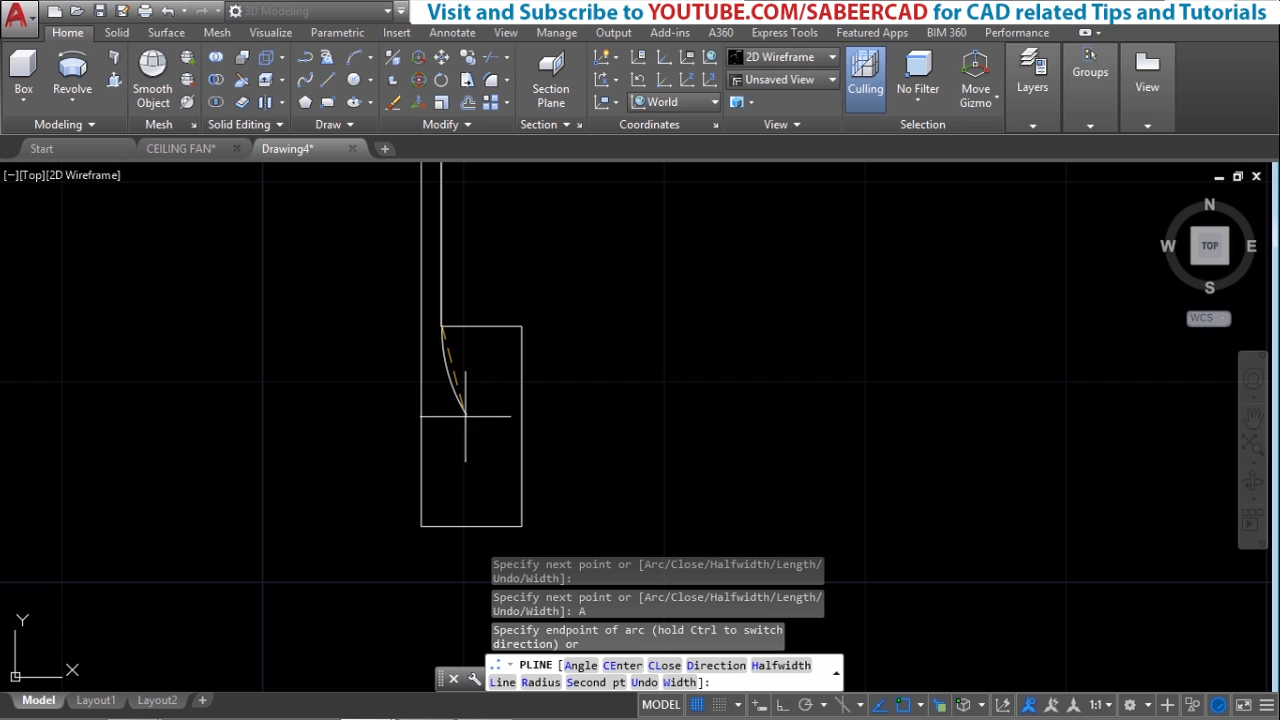 Visit and Subscribe to YOUTUBE.COM/SABEERCAD for CAD related Tips and Tutorials
3D Modeling
Home Solid Surface Mesh Visualize Parametric Insert Annotate View Manage Output Add-ins A360 Express Tools Featured Apps BIM 360 Performance
2D Wireframe
Unsaved View
World
Box Revolve Smooth Object Section Plane Culling No Filter Move Gizmo Layers Groups View
Modeling Mesh Solid Editing Draw Modify Section Coordinates View Selection
Start CEILING FAN* Drawing4*
[−][Top][2D Wireframe]
N
W TOP E
S
WCS
Specify next point or [Arc/Close/Halfwidth/Length/
Undo/Width]:
Specify next point or [Arc/Close/Halfwidth/Length/
Undo/Width]: A
Specify endpoint of arc (hold Ctrl to switch
direction) or
PLINE [Angle CEnter CLose Direction Halfwidth
Line Radius Second pt Undo Width]:
Y
X
Model Layout1 Layout2
MODEL 1:1